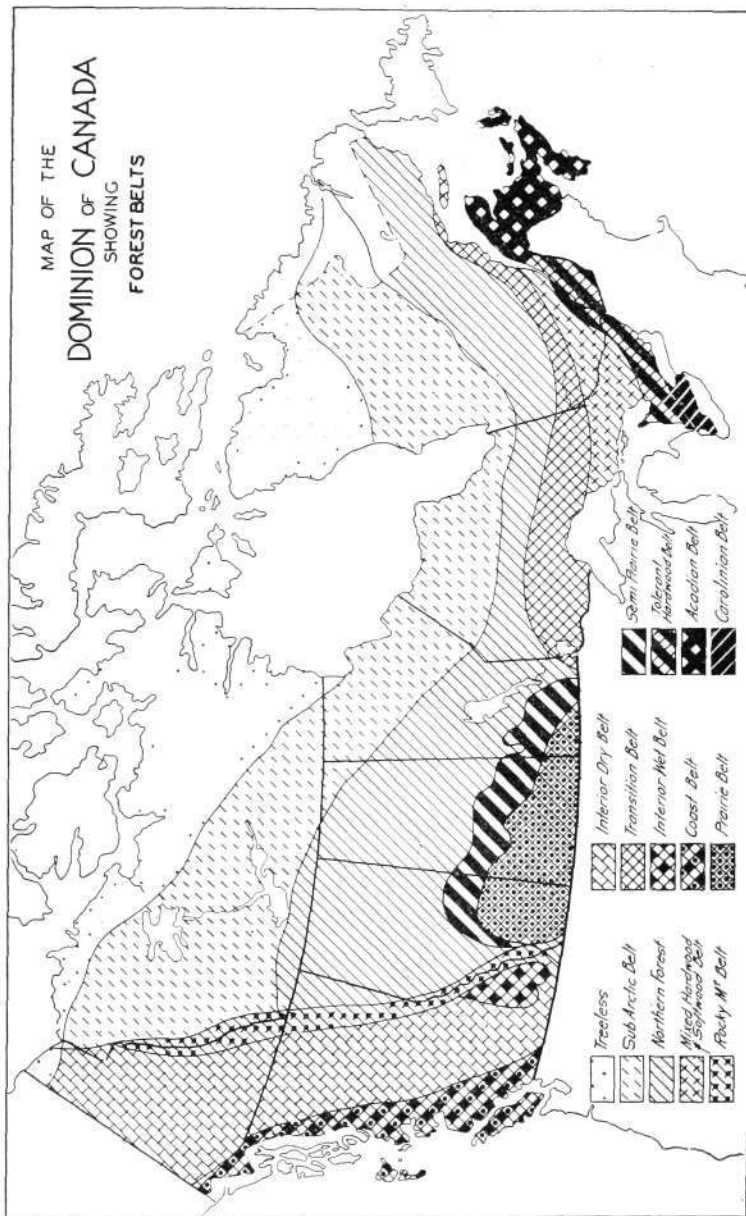 MAP OF THE
DOMINION OF CANADA
SHOWING
FOREST BELTS
Treeless
Sub Arctic Belt
Northern Forest
Mixed Hardwood
& Softwood Belt
Rocky Mt Belt
Interior Dry Belt
Transition Belt
Interior Wet Belt
Coast Belt
Prairie Belt
Semi Prairie Belt
Tolerant
Hardwood Belt
Acadian Belt
Carolinian Belt